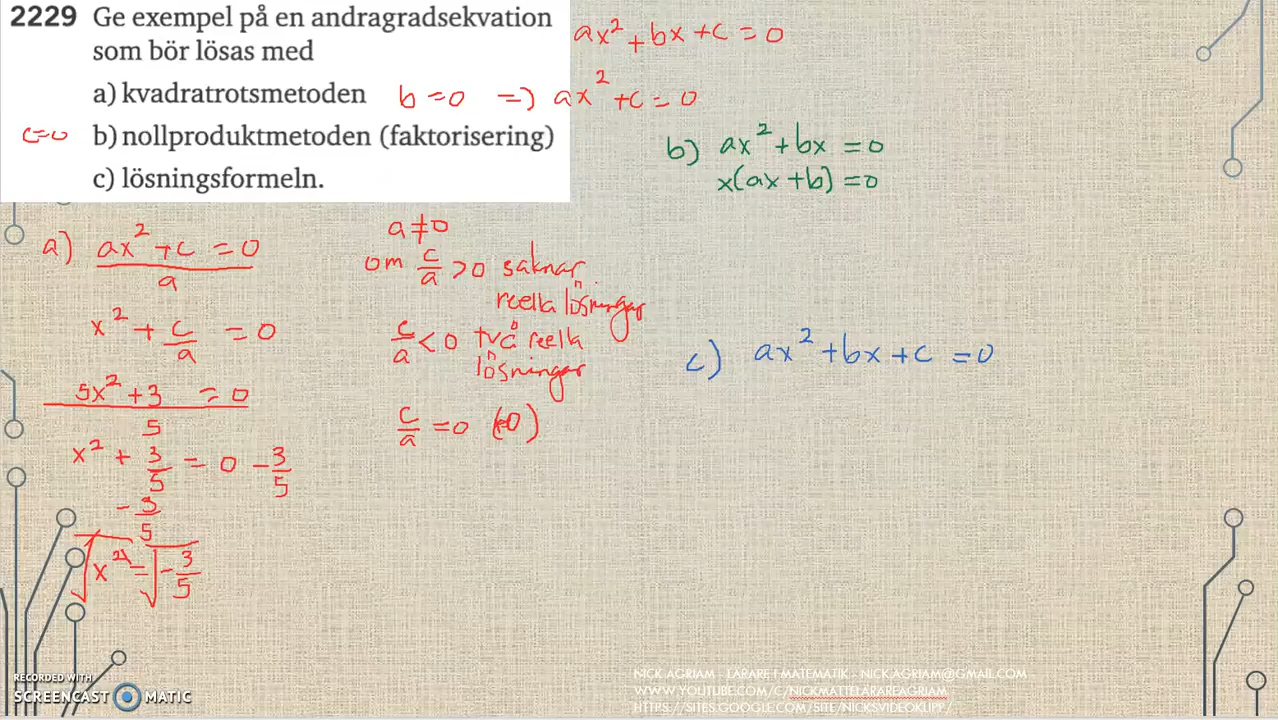 2229 Ge exempel på en andragradsekvation
som bör lösas med
a) kvadratrotsmetoden
b) nollproduktmetoden (faktorisering)
c) lösningsformeln.
ax² + bx + c = 0
b = 0 => ax² + c = 0
c=0
b) ax² + bx = 0
x(ax + b) = 0
a) ax² + c = 0
a
x² + c/a = 0
5x² + 3 = 0
5
x² + 3/5 = 0 - 3/5
- 3/5
√x² = √-3/5
a ≠ 0
om c/a > 0 saknar
reella lösningar
c/a < 0 två reella
lösningar
c/a = 0
c) ax² + bx + c = 0
RECORDED WITH
SCREENCAST MATIC
NICK AGRIAM - LÄRARE I MATEMATIK - NICK.AGRIAM@GMAIL.COM
WWW.YOUTUBE.COM/C/NICKMATTELARAREAGRIAM
HTTPS://SITES.GOOGLE.COM/SITE/NICKSVIDEOKLIPP/